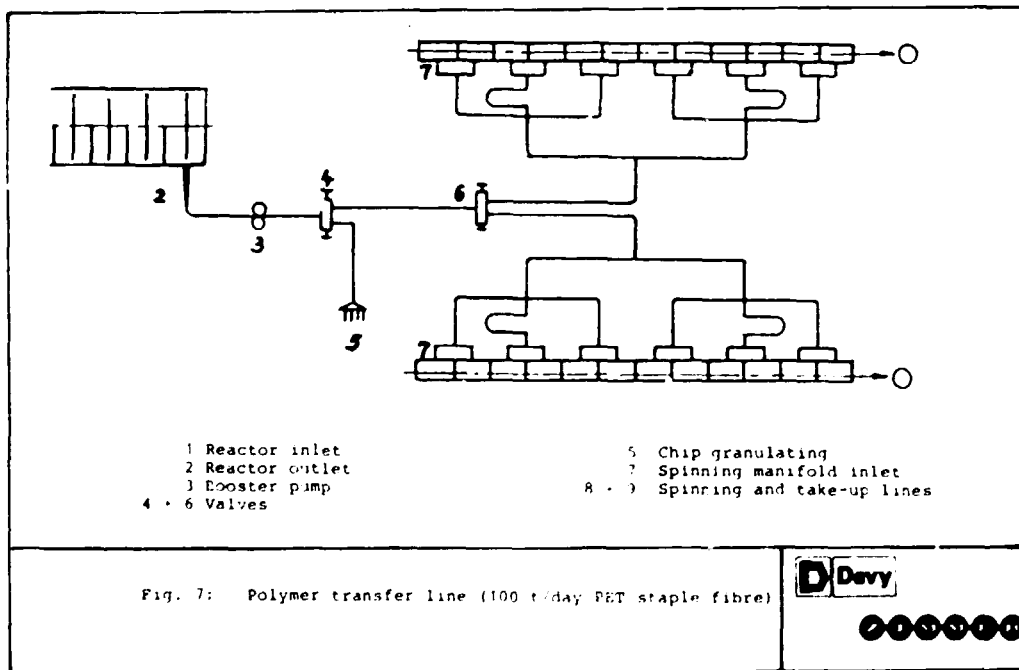 7
4
2
6
3
5
7
1 Reactor inlet
2 Reactor outlet
3 Booster pump
4 + 6 Valves
5 Chip granulating
7 Spinning manifold inlet
8 + 9 Spinning and take-up lines
Fig. 7: Polymer transfer line (100 t/day PET staple fibre)
D Davy